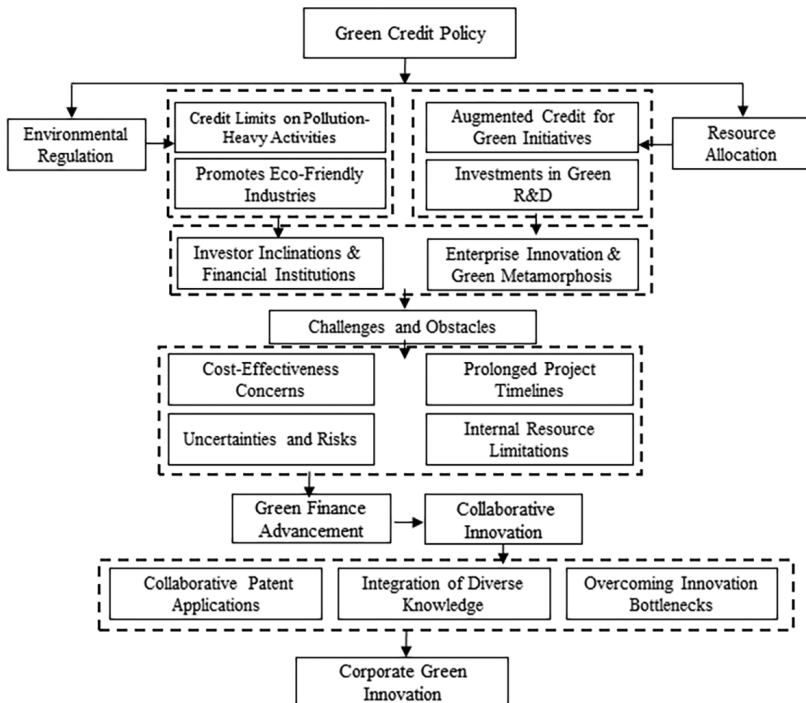 Green Credit Policy
Environmental
Regulation
Credit Limits on Pollution-
Heavy Activities
Promotes Eco-Friendly
Industries
Augmented Credit for
Green Initiatives
Investments in Green
R&D
Resource
Allocation
Investor Inclinations &
Financial Institutions
Enterprise Innovation &
Green Metamorphosis
Challenges and Obstacles
Cost-Effectiveness
Concerns
Prolonged Project
Timelines
Uncertainties and Risks
Internal Resource
Limitations
Green Finance
Advancement
Collaborative
Innovation
Collaborative Patent
Applications
Integration of Diverse
Knowledge
Overcoming Innovation
Bottlenecks
Corporate Green
Innovation